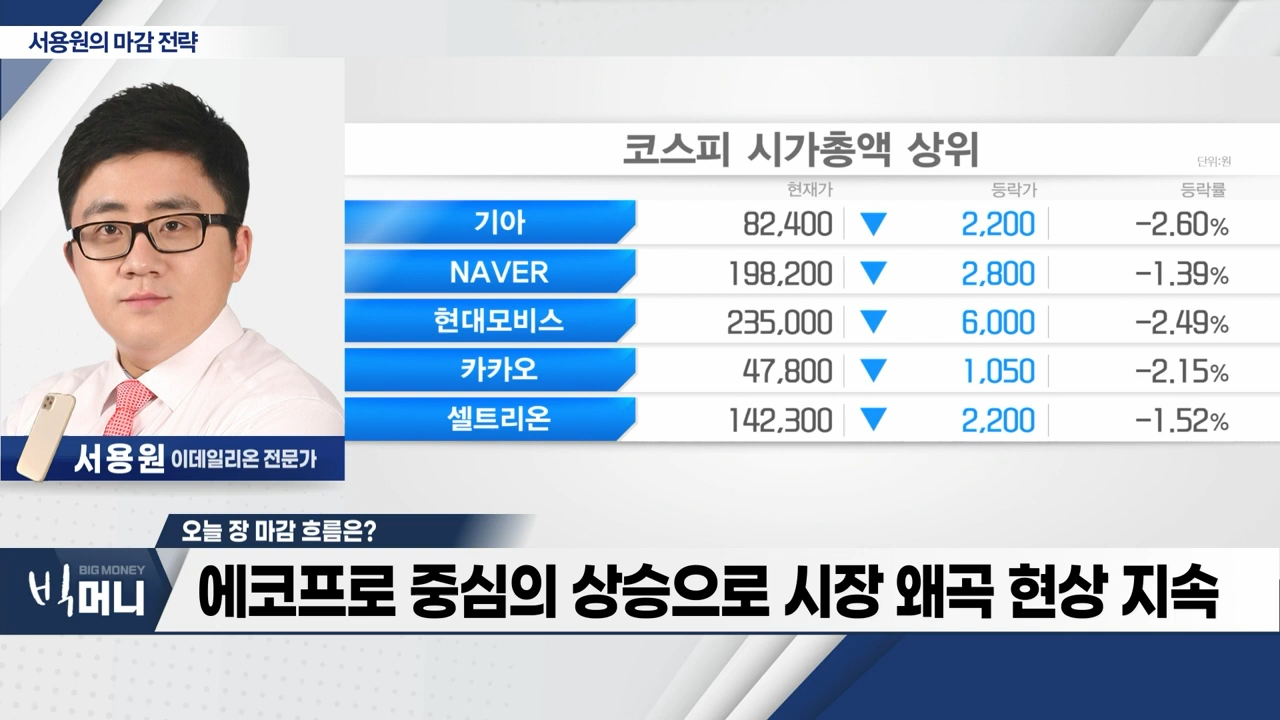 서용원의 마감 전략
코스피 시가총액 상위
단위:원
현재가 등락가 등락률
기아 82,400 ▼ 2,200 -2.60%
NAVER 198,200 ▼ 2,800 -1.39%
현대모비스 235,000 ▼ 6,000 -2.49%
카카오 47,800 ▼ 1,050 -2.15%
셀트리온 142,300 ▼ 2,200 -1.52%
서용원 이데일리온 전문가
오늘 장 마감 흐름은?
BIG MONEY
빅머니
에코프로 중심의 상승으로 시장 왜곡 현상 지속